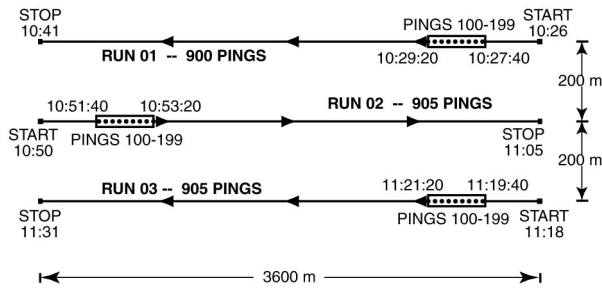 STOP
10:41
PINGS 100-199
START
10:26
RUN 01 -- 900 PINGS
10:29:20
10:27:40
200 m
10:51:40
10:53:20
RUN 02 -- 905 PINGS
START
10:50
PINGS 100-199
STOP
11:05
200 m
RUN 03 -- 905 PINGS
11:21:20
11:19:40
STOP
11:31
PINGS 100-199
START
11:18
3600 m